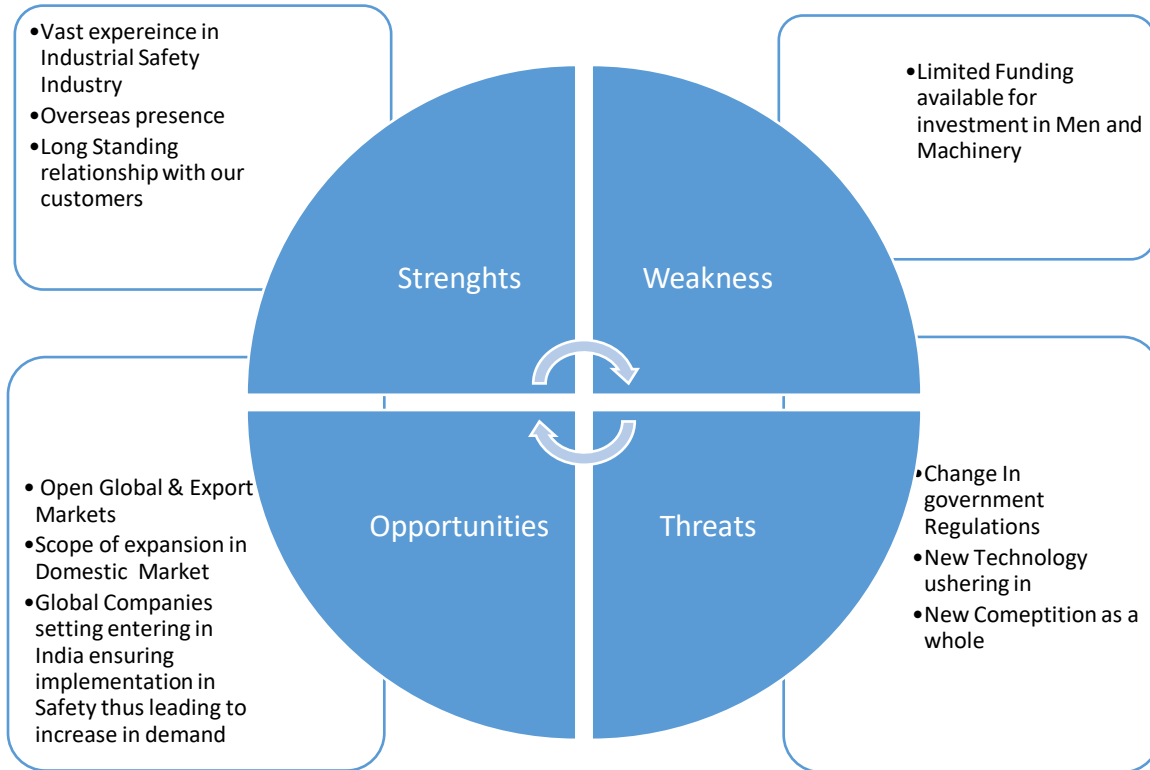 •Vast expereince in
Industrial Safety
Industry
•Overseas presence
•Long Standing
relationship with our
customers
•Limited Funding
available for
investment in Men and
Machinery
Strenghts
Weakness
Opportunities
Threats
• Open Global & Export
Markets
•Scope of expansion in
Domestic Market
•Global Companies
setting entering in
India ensuring
implementation in
Safety thus leading to
increase in demand
•Change In
government
Regulations
•New Technology
ushering in
•New Comeptition as a
whole